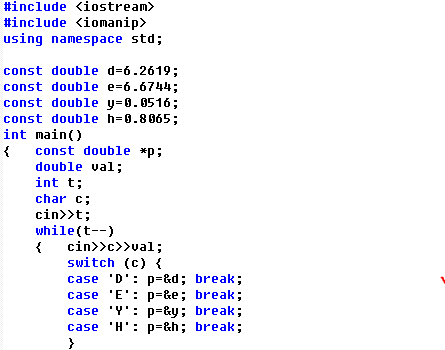 #include <iostream>
#include <iomanip>
using namespace std;

const double d=6.2619;
const double e=6.6744;
const double y=0.0516;
const double h=0.8065;
int main()
{   const double *p;
    double val;
    int t;
    char c;
    cin>>t;
    while(t--)
    {   cin>>c>>val;
        switch (c) {
        case 'D': p=&d; break;
        case 'E': p=&e; break;
        case 'Y': p=&y; break;
        case 'H': p=&h; break;
        }